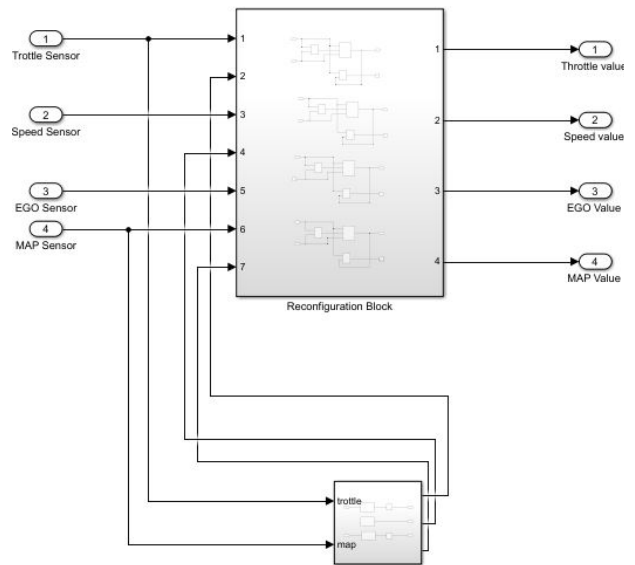 1
Trottle Sensor
2
Speed Sensor
3
EGO Sensor
4
MAP Sensor
1
2
3
4
5
6
7
1
2
3
4
Reconfiguration Block
1
Throttle value
2
Speed value
3
EGO Value
4
MAP Value
trottle
map